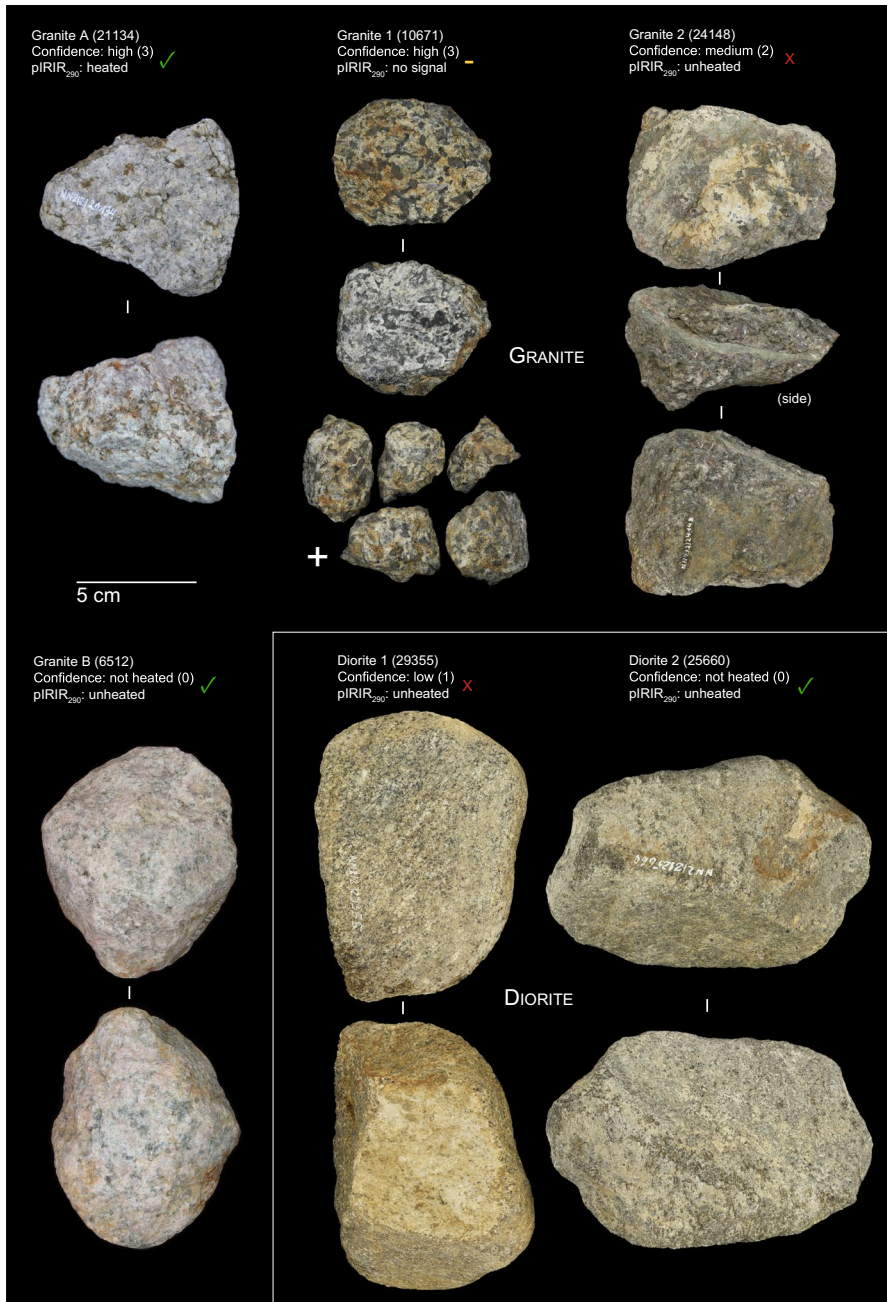 Granite A (21134)
Confidence: high (3) ✓
pIRIR290: heated
Granite 1 (10671)
Confidence: high (3) -
pIRIR290: no signal
Granite 2 (24148)
Confidence: medium (2) X
pIRIR290: unheated
GRANITE
(side)
+
5 cm
Granite B (6512)
Confidence: not heated (0) ✓
pIRIR290: unheated
Diorite 1 (29355)
Confidence: low (1) X
pIRIR290: unheated
Diorite 2 (25660)
Confidence: not heated (0) ✓
pIRIR290: unheated
DIORITE